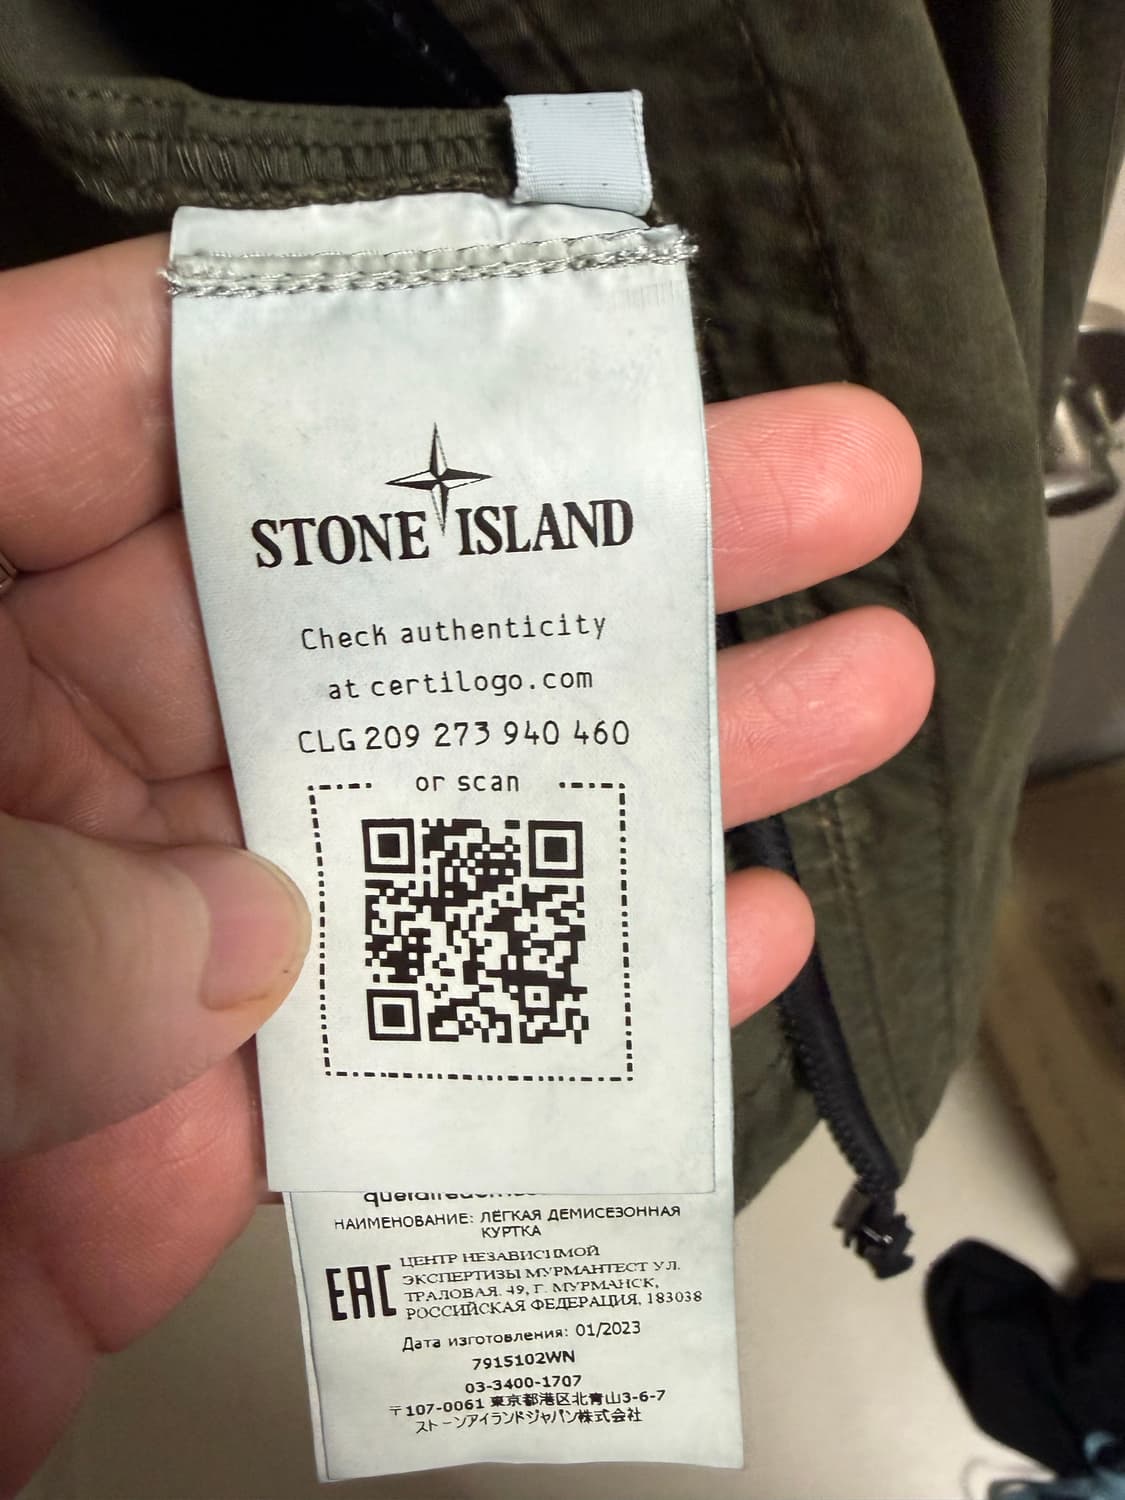 STONE ISLAND
Check authenticity
at certilogo.com
CLG 209 273 940 460
or scan
НАИМЕНОВАНИЕ: ЛЁГКАЯ ДЕМИСЕЗОННАЯ
КУРТКА
EAC
ЦЕНТР НЕЗАВИСИМОЙ
ЭКСПЕРТИЗЫ МУРМАНТЕСТ УЛ.
ТРАЛОВАЯ. 49, Г. МУРМАНСК,
РОССИЙСКАЯ ФЕДЕРАЦИЯ, 183038
Дата изготовления: 01/2023
7915102WN
03-3400-1707
〒107-0061 東京都港区北青山3-6-7
ストーンアイランドジャパン株式会社